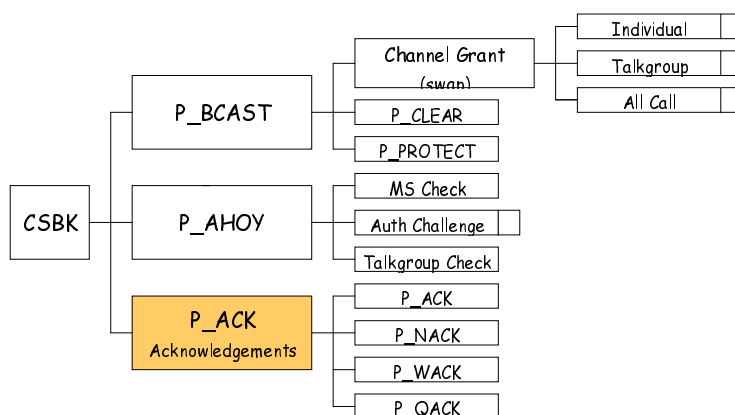 CSBK
P_BCAST
Channel Grant
(swap)
Individual
Talkgroup
All Call
P_CLEAR
P_PROTECT
P_AHOY
MS Check
Auth Challenge
Talkgroup Check
P_ACK
Acknowledgements
P_ACK
P_NACK
P_WACK
P_QACK